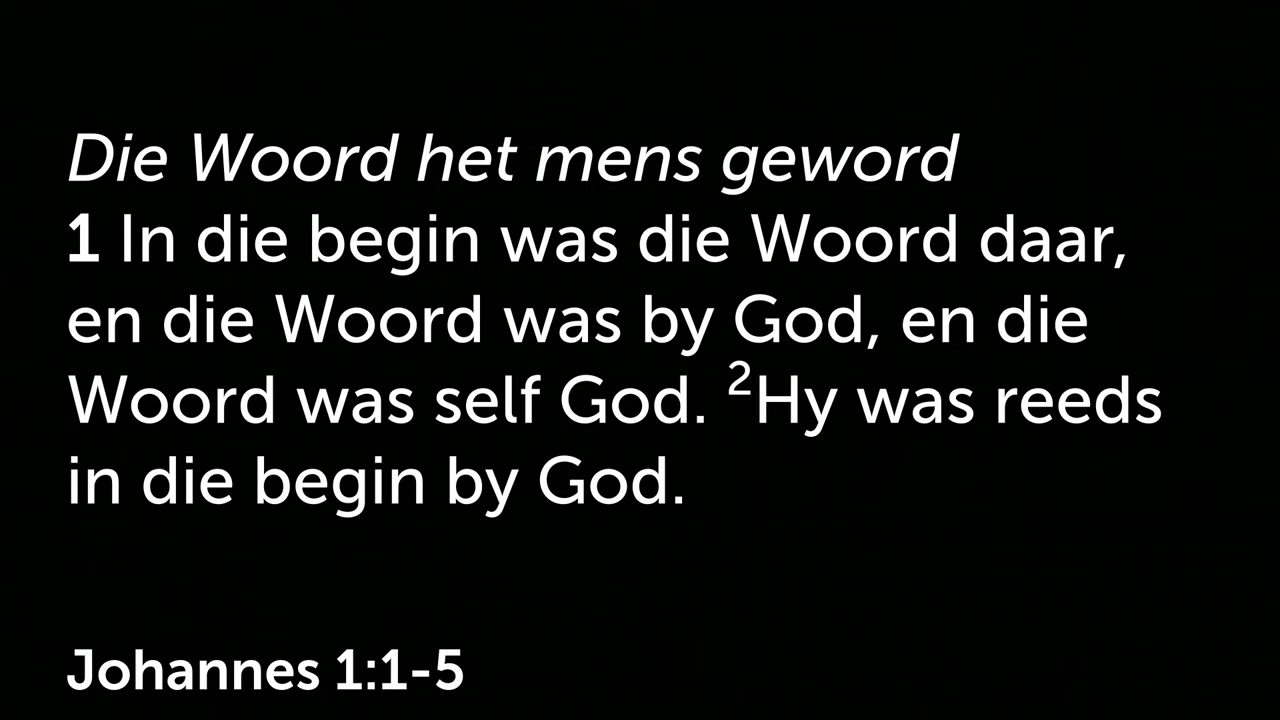 Die Woord het mens geword
1 In die begin was die Woord daar,
en die Woord was by God, en die
Woord was self God. ²Hy was reeds
in die begin by God.
Johannes 1:1-5